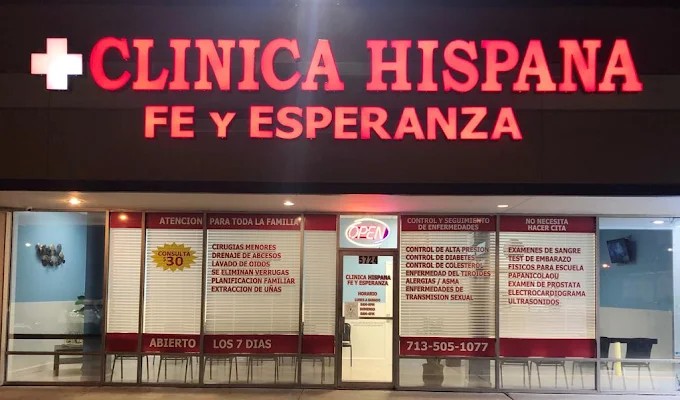 CLINICA HISPANA
FE Y ESPERANZA
ATENCION PARA TODA LA FAMILIA
CONSULTA
30
CIRUGIAS MENORES
DRENAJE DE ABCESOS
LAVADO DE OIDOS
SE ELIMINAN VERRUGAS
PLANIFICACION FAMILIAR
EXTRACCION DE UÑAS
ABIERTO LOS 7 DIAS
OPEN
5724
CLINICA HISPANA
FE Y ESPERANZA
HORARIO
CONTROL Y SEGUIMIENTO
DE ENFERMEDADES
CONTROL DE ALTA PRESION
CONTROL DE DIABETES
CONTROL DE COLESTEROL
ENFERMEDAD DEL TIROIDES
ALERGIAS / ASMA
ENFERMEDADES DE
TRANSMISION SEXUAL
713-505-1077
NO NECESITA
HACER CITA
EXAMENES DE SANGRE
TEST DE EMBARAZO
FISICOS PARA ESCUELA
PAPANICOLAOU
EXAMEN DE PROSTATA
ELECTROCARDIOGRAMA
ULTRASONIDOS